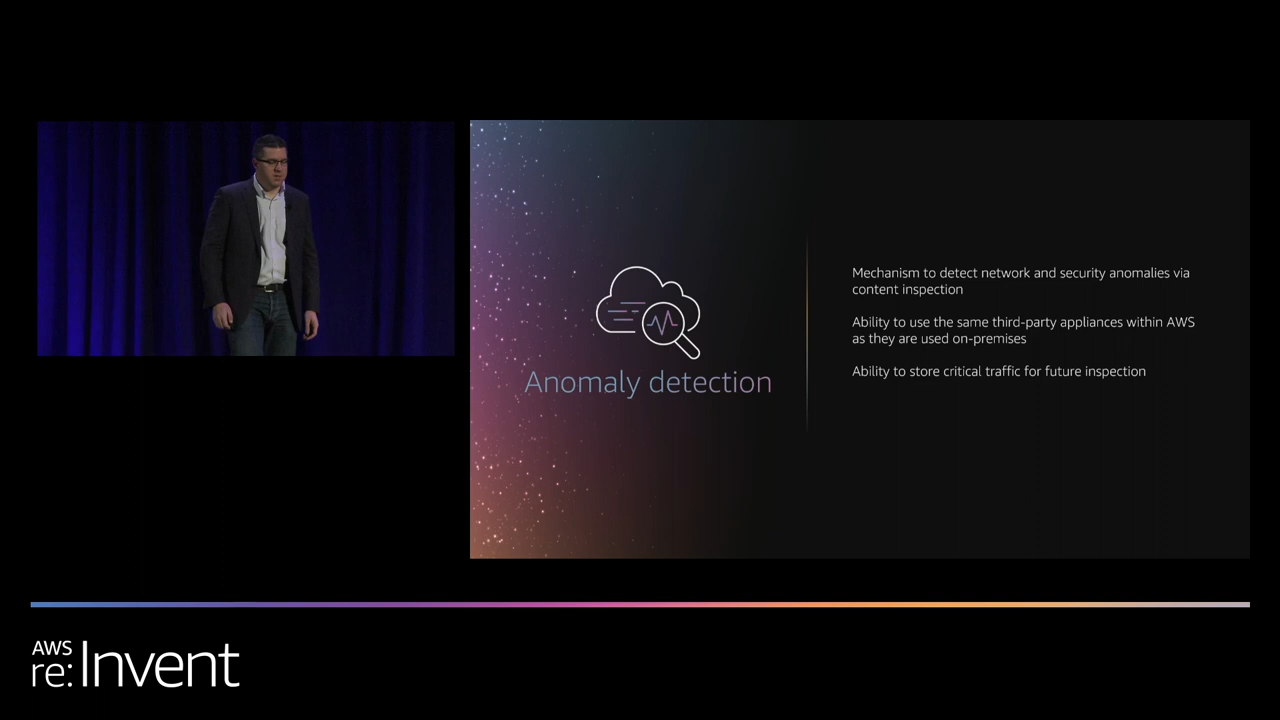 Anomaly detection
Mechanism to detect network and security anomalies via
content inspection
Ability to use the same third-party appliances within AWS
as they are used on-premises
Ability to store critical traffic for future inspection
AWS
re:Invent